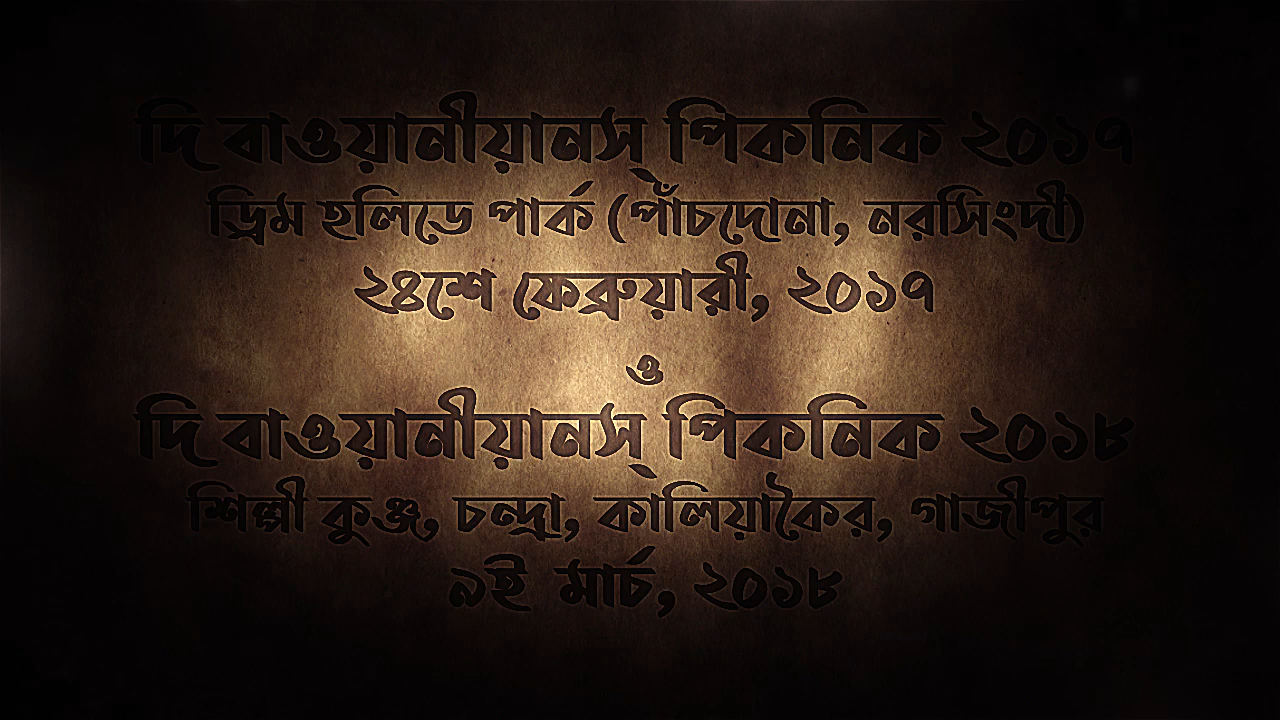 দি বাওয়ানীয়ানস্ পিকনিক ২০১৭
ড্রিম হলিডে পার্ক (পাঁচদোনা, নরসিংদী)
২৪শে ফেব্রুয়ারী, ২০১৭
ও
দি বাওয়ানীয়ানস্ পিকনিক ২০১৮
শিল্পী কুঞ্জ, চন্দ্রা, কালিয়াকৈর, গাজীপুর
৯ই মার্চ, ২০১৮